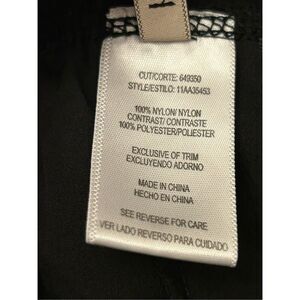 CUT/CORTE: 649350
STYLE/ESTILO: 11AA35453
100% NYLON/ NYLON
CONTRAST/ CONTRASTE
100% POLYESTER/POLIESTER
EXCLUSIVE OF TRIM
EXCLUYENDO ADORNO
MADE IN CHINA
HECHO EN CHINA
SEE REVERSE FOR CARE
VER LADO REVERSO PARA CUIDADO